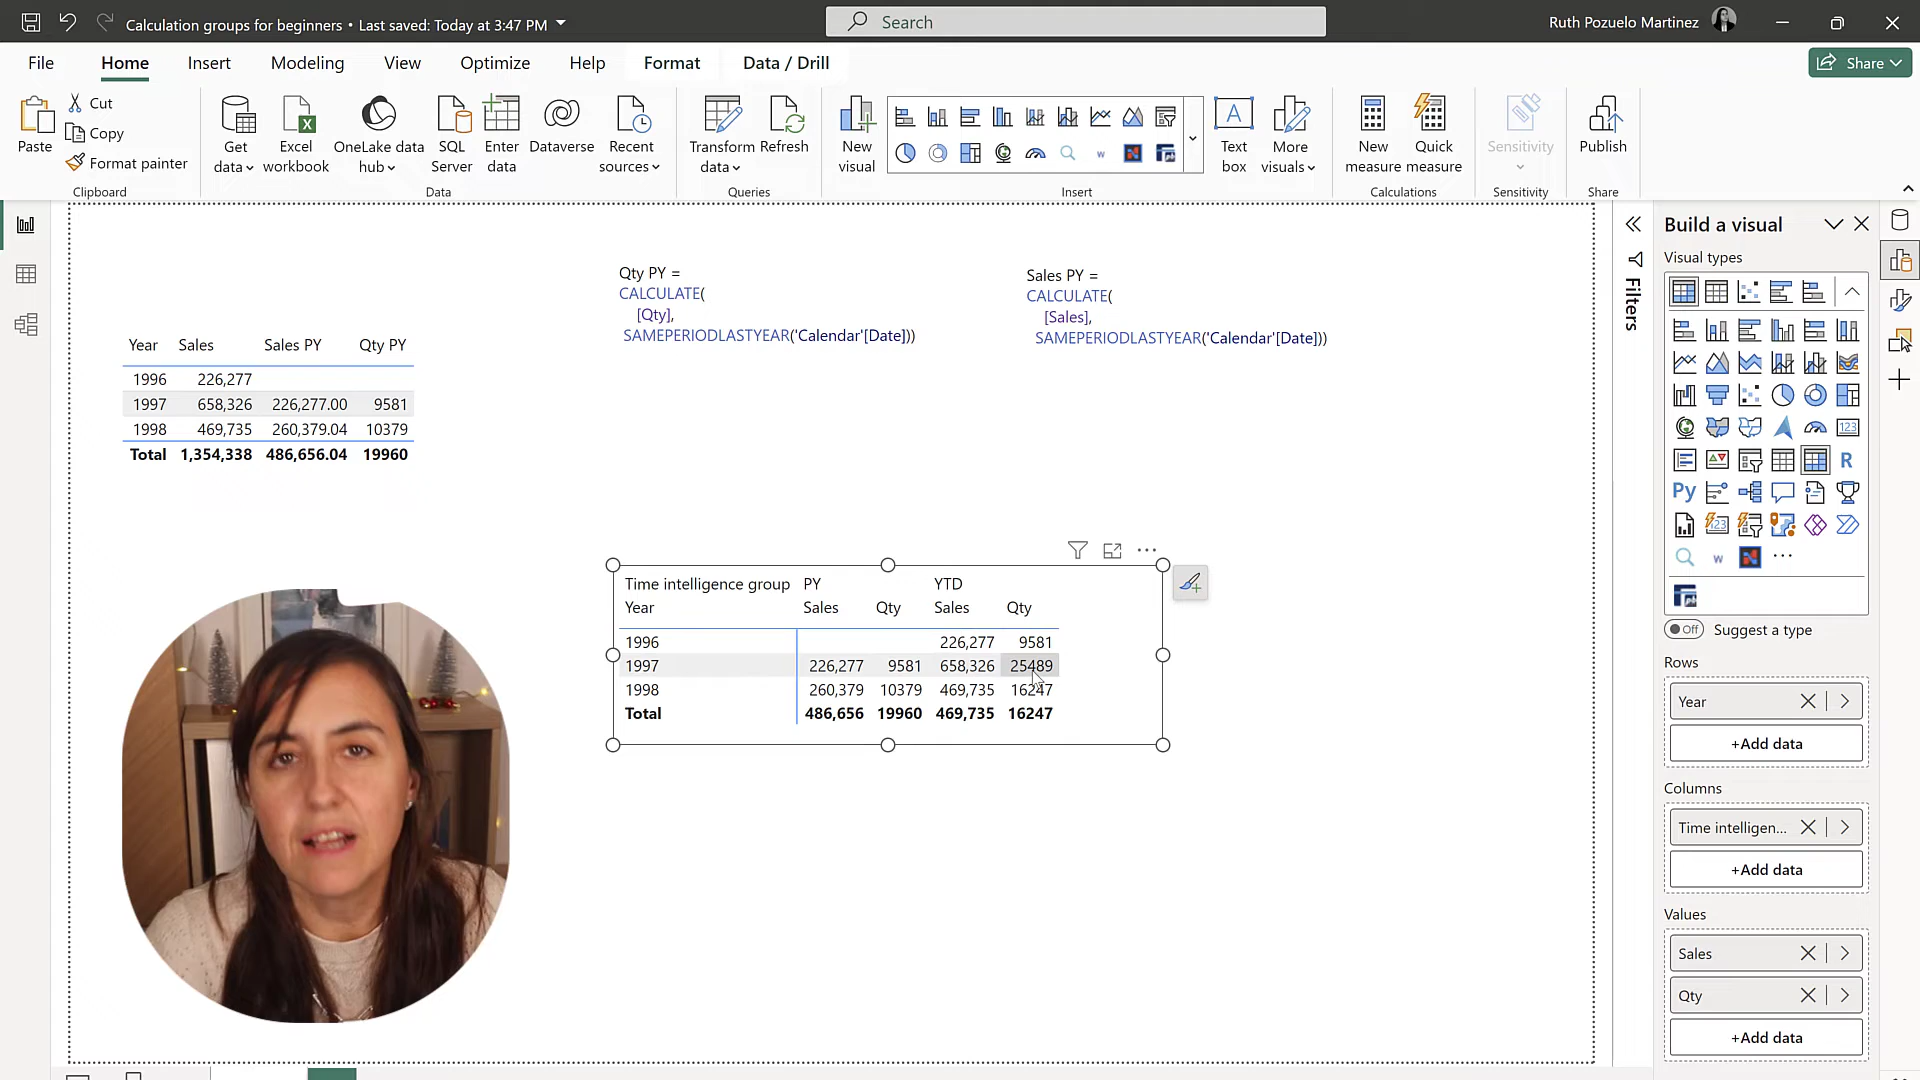 Calculation groups for beginners • Last saved: Today at 3:47 PM
Search
Ruth Pozuelo Martinez
File
Home
Insert
Modeling
View
Optimize
Help
Format
Data / Drill
Share
Paste
Cut
Copy
Format painter
Clipboard
Get data
Excel workbook
OneLake data hub
SQL Server
Enter data
Dataverse
Recent sources
Data
Transform data
Refresh
Queries
New visual
Text box
More visuals
Insert
New measure
Quick measure
Calculations
Sensitivity
Sensitivity
Publish
Share
Qty PY =
CALCULATE(
[Qty],
SAMEPERIODLASTYEAR('Calendar'[Date]))
Sales PY =
CALCULATE(
[Sales],
SAMEPERIODLASTYEAR('Calendar'[Date]))
Year Sales Sales PY Qty PY
1996 226,277
1997 658,326 226,277.00 9581
1998 469,735 260,379.04 10379
Total 1,354,338 486,656.04 19960
Time intelligence group PY YTD
Year Sales Qty Sales Qty
1996 226,277 9581
1997 226,277 9581 658,326 25489
1998 260,379 10379 469,735 16247
Total 486,656 19960 469,735 16247
Filters
Build a visual
Visual types
123
R
Py
Off Suggest a type
Rows
Year
+Add data
Columns
Time intelligen...
+Add data
Values
Sales
Qty
+Add data